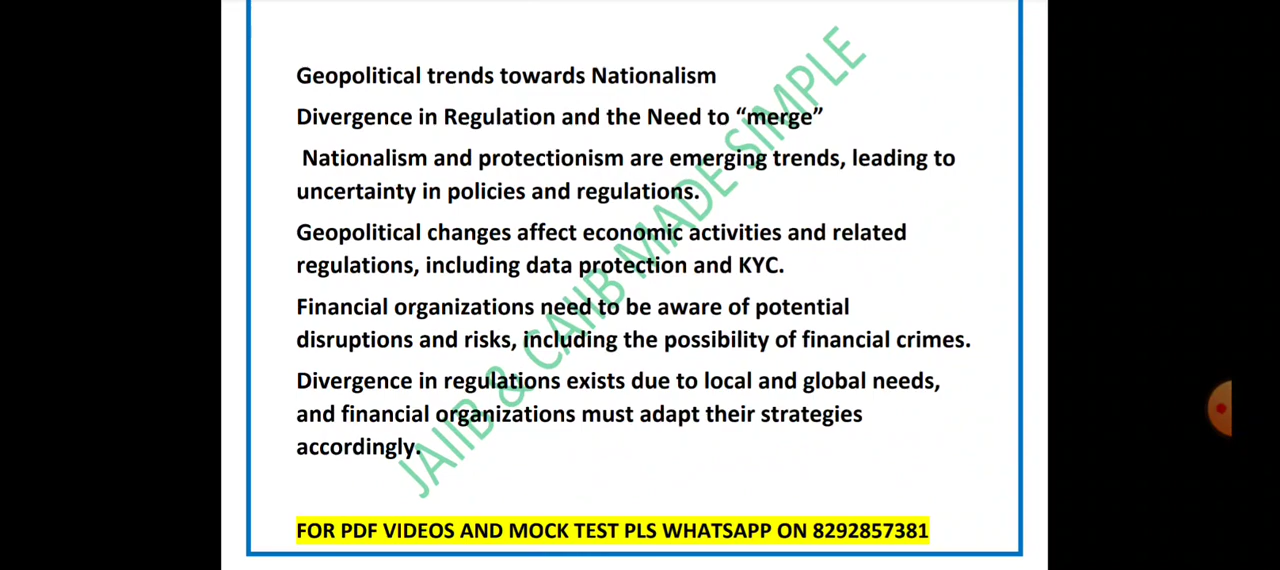 Geopolitical trends towards Nationalism
Divergence in Regulation and the Need to “merge”
Nationalism and protectionism are emerging trends, leading to
uncertainty in policies and regulations.
Geopolitical changes affect economic activities and related
regulations, including data protection and KYC.
Financial organizations need to be aware of potential
disruptions and risks, including the possibility of financial crimes.
Divergence in regulations exists due to local and global needs,
and financial organizations must adapt their strategies
accordingly.
JAIIB & CAIIB MADE SIMPLE
FOR PDF VIDEOS AND MOCK TEST PLS WHATSAPP ON 8292857381